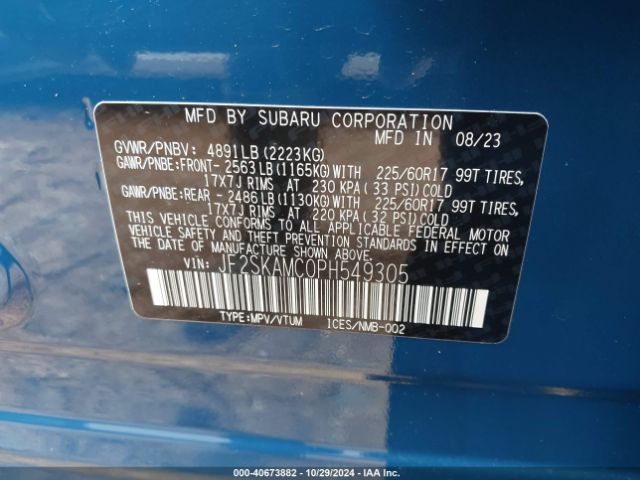 MFD BY SUBARU CORPORATION
MFD IN 08/23
GVWR/PNBV: 4891LB(2223KG)
GAWR/PNBE:FRONT-2563LB(1165KG)WITH 225/60R17 99T TIRES,
17X7J RIMS AT 230 KPA(33 PSI)COLD
GAWR/PNBE:REAR -2486LB(1130KG)WITH 225/60R17 99T TIRES,
17X7J RIMS AT 220 KPA(32 PSI)COLD
THIS VEHICLE CONFORMS TO ALL APPLICABLE FEDERAL MOTOR
VEHICLE SAFETY AND THEFT PREVENTION STANDARDS IN EFFECT ON
THE DATE OF MANUFACTURE SHOWN ABOVE.
VIN: JF2SKAMC0PH549305
TYPE:MPV/VTUM ICES/NMB-002
000-40673882 - 10/29/2024 - IAA Inc.